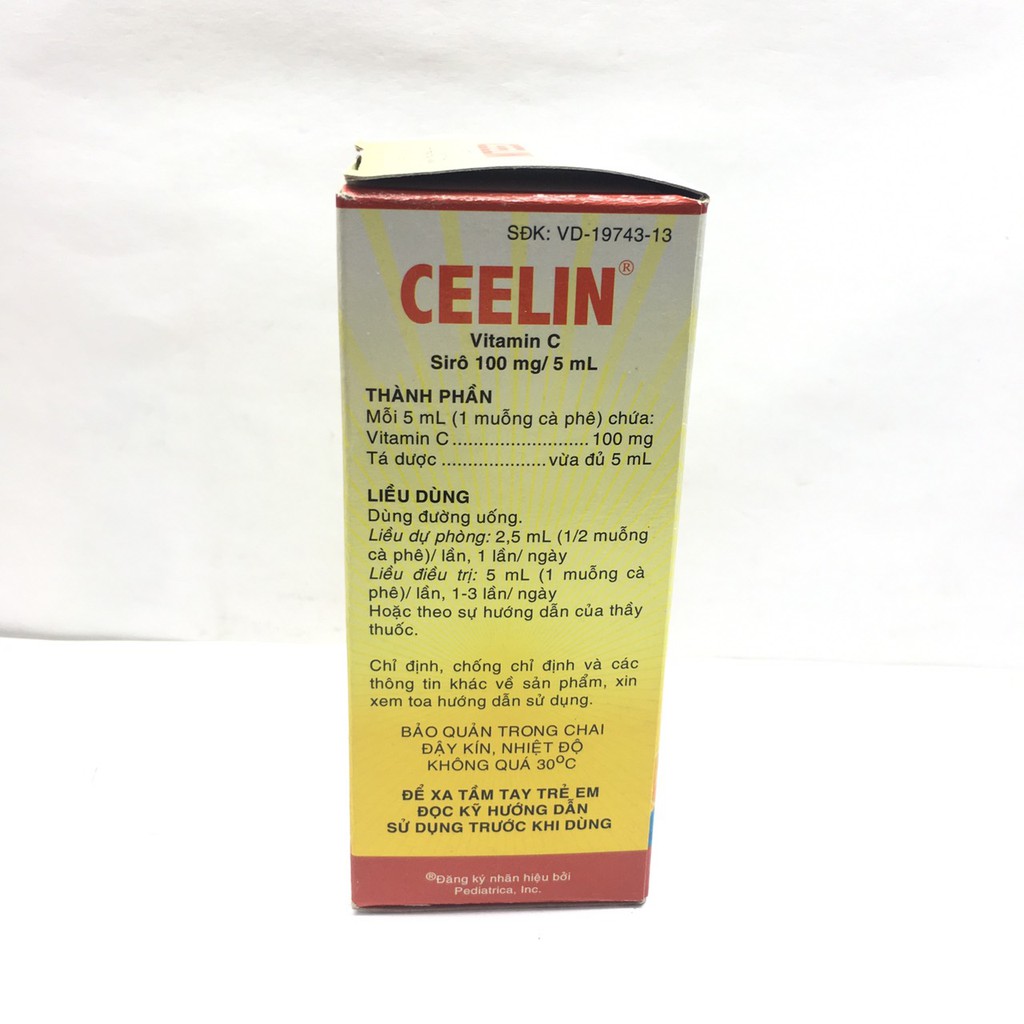 SĐK: VD-19743-13
CEELIN®
Vitamin C
Sirô 100 mg/ 5 mL
THÀNH PHẦN
Mỗi 5 mL (1 muỗng cà phê) chứa:
Vitamin C..........................100 mg
Tá dược ....................vừa đủ 5 mL
LIỀU DÙNG
Dùng đường uống.
Liều dự phòng: 2,5 mL (1/2 muỗng
cà phê)/ lần, 1 lần/ ngày
Liều điều trị: 5 mL (1 muỗng cà
phê)/ lần, 1-3 lần/ ngày
Hoặc theo sự hướng dẫn của thầy
thuốc.
Chỉ định, chống chỉ định và các
thông tin khác về sản phẩm, xin
xem toa hướng dẫn sử dụng.
BẢO QUẢN TRONG CHAI
ĐẬY KÍN, NHIỆT ĐỘ
KHÔNG QUÁ 30°C
ĐỂ XA TẦM TAY TRẺ EM
ĐỌC KỸ HƯỚNG DẪN
SỬ DỤNG TRƯỚC KHI DÙNG
®Đăng ký nhãn hiệu bởi
Pediatrica, Inc.